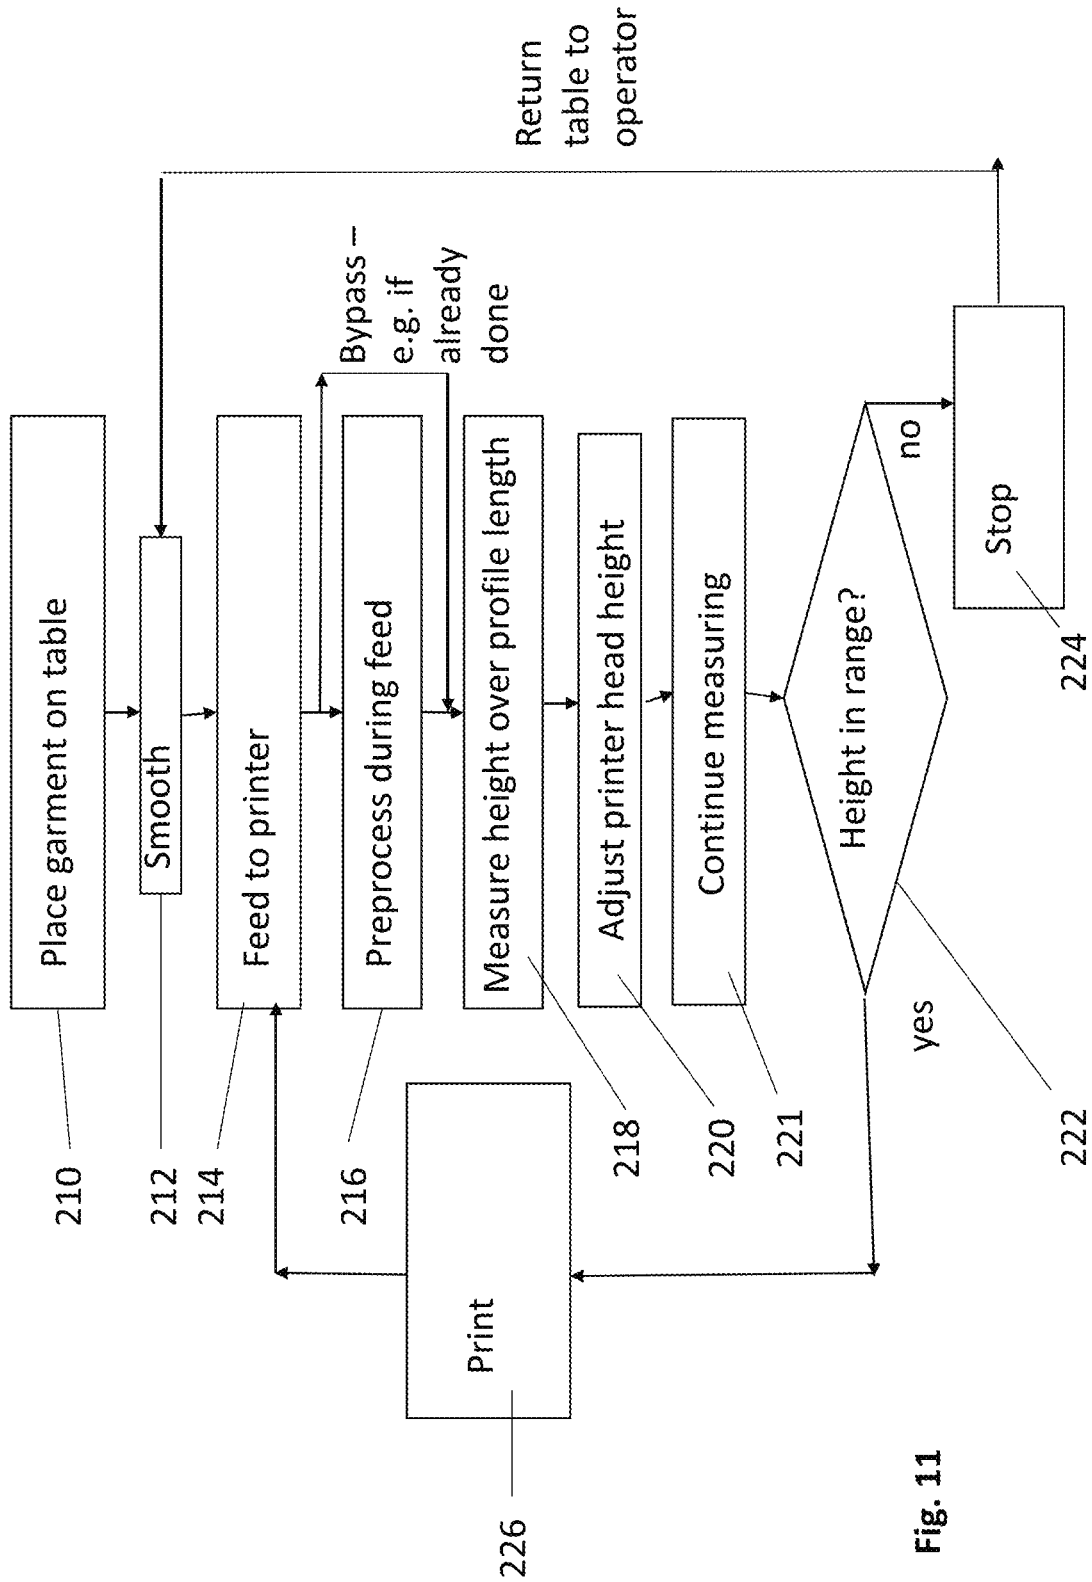 210
Place garment on table
212
Smooth
214
Feed to printer
Bypass –
e.g. if
already
done
216
Preprocess during feed
218
Measure height over profile length
220
Adjust printer head height
221
Continue measuring
222
Height in range?
yes
no
224
Stop
Return
table to
operator
226
Print
Fig. 11